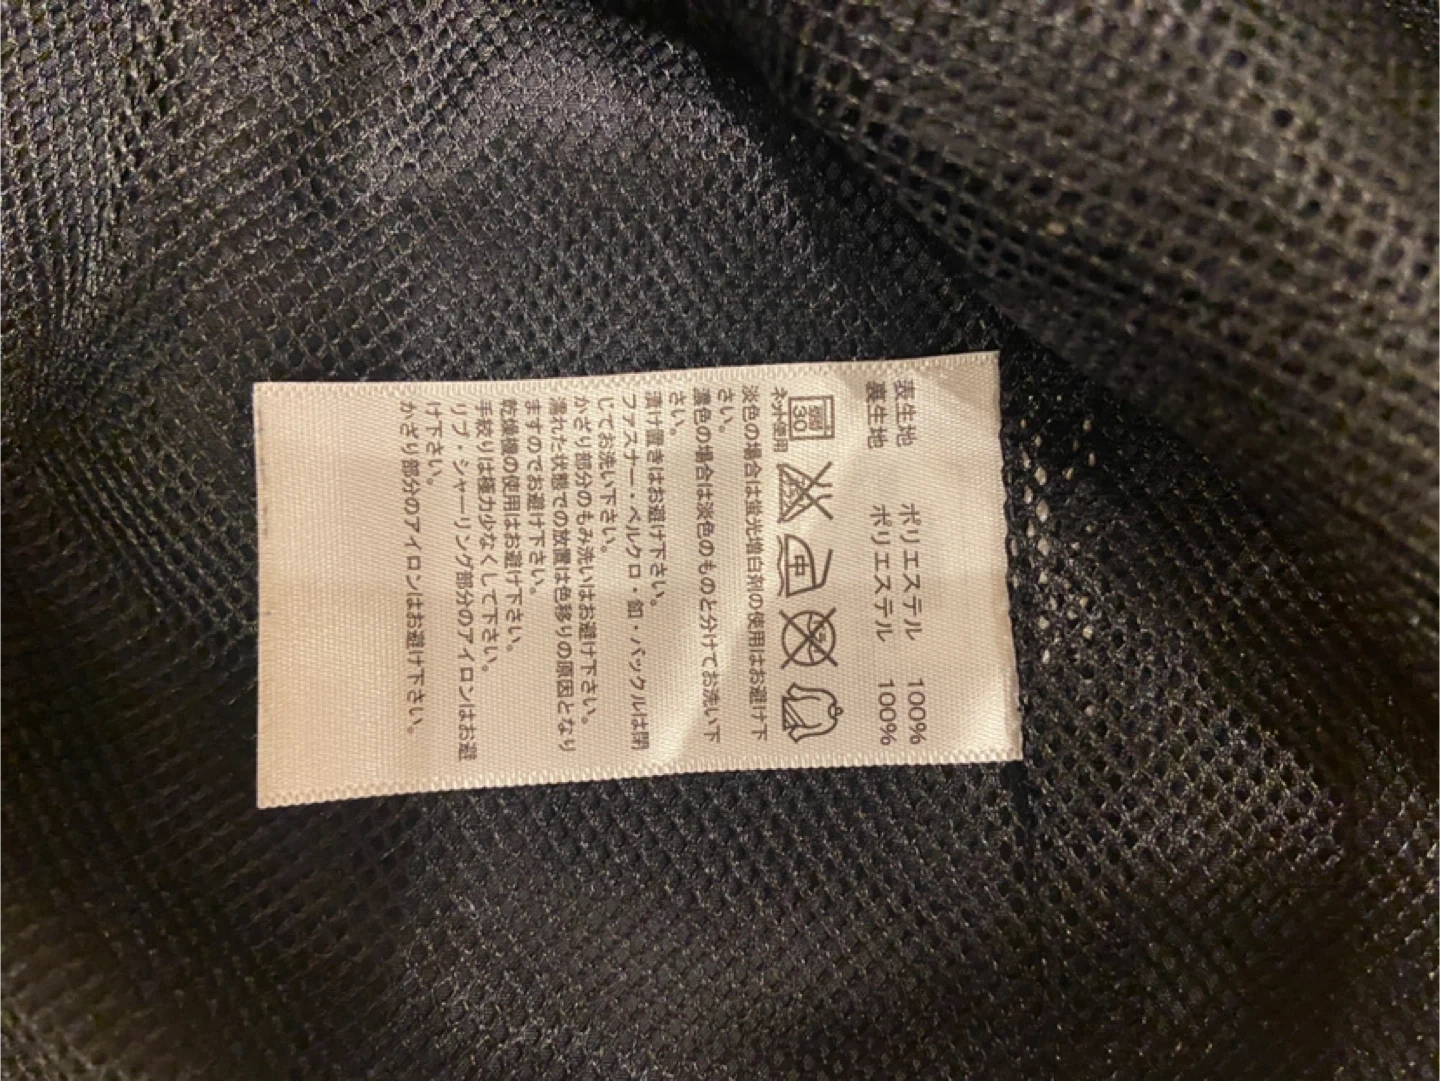 表生地 ポリエステル 100%
裏生地 ポリエステル 100%
弱 30 中
ネット使用
淡色の場合は蛍光増白剤の使用はお避け下
さい。
濃色の場合は淡色のものと分けてお洗い下
さい。
漬け置きはお避け下さい。
ファスナー・ベルクロ・釦・バックルは閉
じてお洗い下さい。
かざり部分のもみ洗いはお避け下さい。
濡れた状態での放置は色移りの原因となり
ますのでお避け下さい。
乾燥機の使用はお避け下さい。
手絞りは極力少なくして下さい。
リブ・シャーリング部分のアイロンはお避
け下さい。
かざり部分のアイロンはお避け下さい。